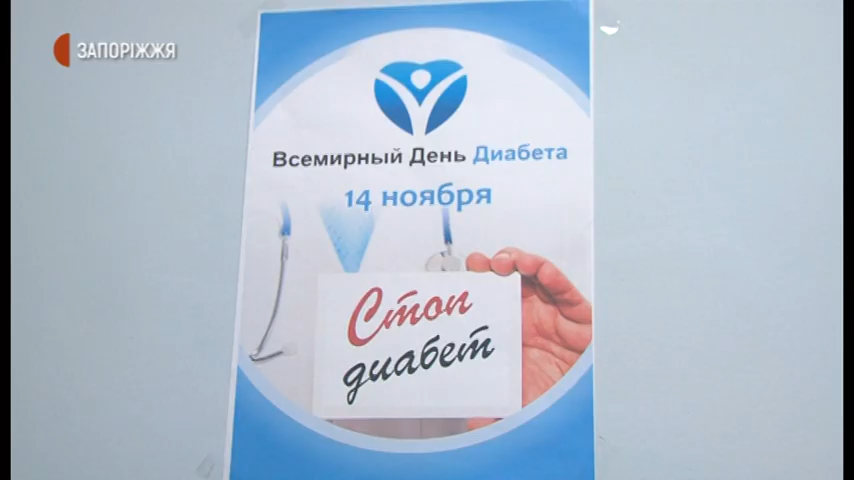 ЗАПОРІЖЖЯ
Всемирный День Диабета
14 ноября
Стоп
диабет